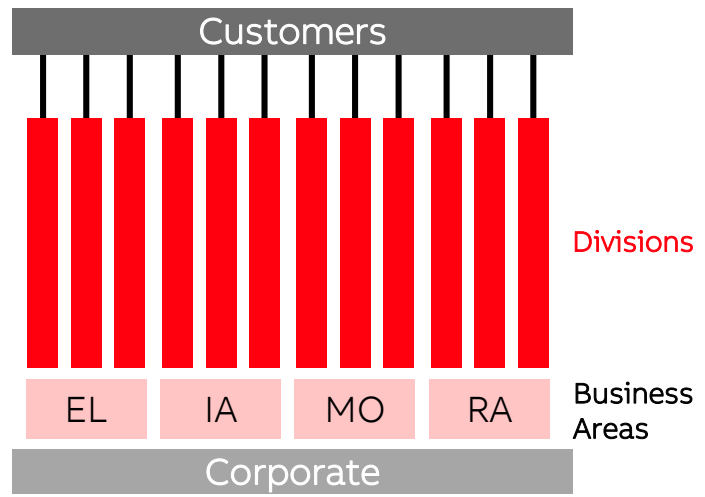 Customers
Divisions
EL
IA
MO
RA
Business
Areas
Corporate